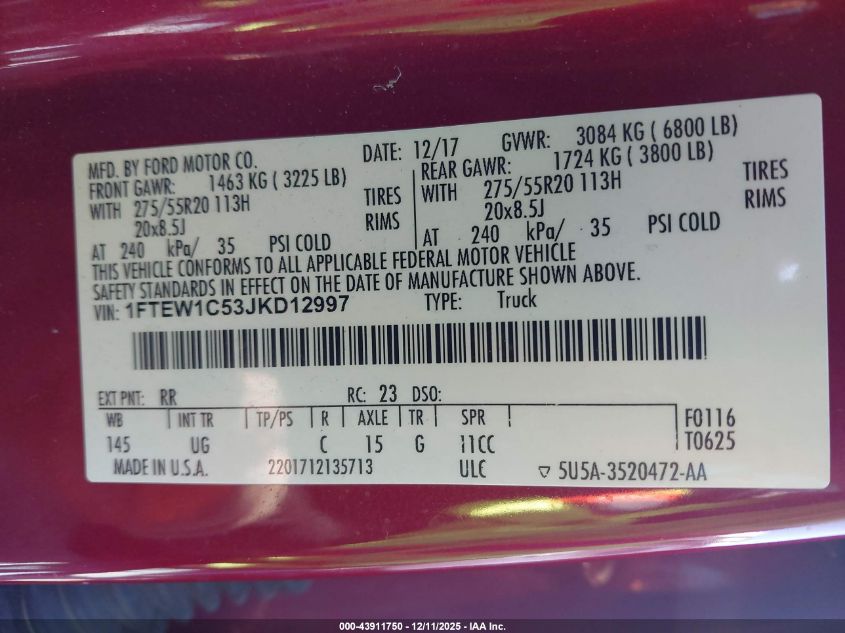 MFD. BY FORD MOTOR CO. DATE: 12/17 GVWR: 3084 KG ( 6800 LB)
FRONT GAWR: 1463 KG ( 3225 LB) REAR GAWR: 1724 KG ( 3800 LB)
WITH 275/55R20 113H TIRES WITH 275/55R20 113H TIRES
20x8.5J RIMS 20x8.5J RIMS
AT 240 kPa/ 35 PSI COLD AT 240 kPa/ 35 PSI COLD
THIS VEHICLE CONFORMS TO ALL APPLICABLE FEDERAL MOTOR VEHICLE
SAFETY STANDARDS IN EFFECT ON THE DATE OF MANUFACTURE SHOWN ABOVE.
VIN: 1FTEW1C53JKD12997 TYPE: Truck
EXT PNT: RR RC: 23 DSO:
WB INT TR TP/PS R AXLE TR SPR F0116
145 UG C 15 G 11CC T0625
MADE IN U.S.A. 2201712135713 ULC ▽ 5U5A-3520472-AA
000-43911750 - 12/11/2025 - IAA Inc.